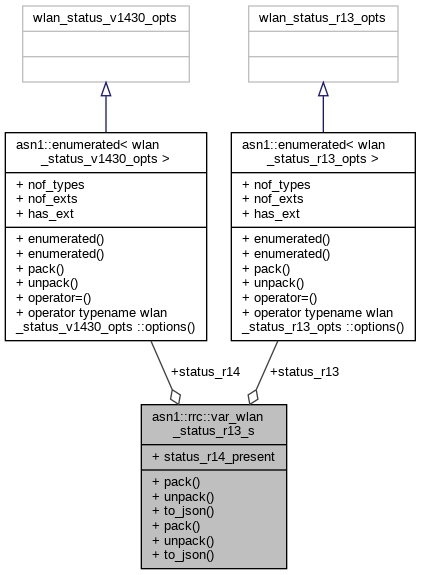 wlan_status_v1430_opts
wlan_status_r13_opts
asn1::enumerated< wlan
_status_v1430_opts >
+ nof_types
+ nof_exts
+ has_ext
+ enumerated()
+ enumerated()
+ pack()
+ unpack()
+ operator=()
+ operator typename wlan
_status_v1430_opts ::options()
asn1::enumerated< wlan
_status_r13_opts >
+ nof_types
+ nof_exts
+ has_ext
+ enumerated()
+ enumerated()
+ pack()
+ unpack()
+ operator=()
+ operator typename wlan
_status_r13_opts ::options()
+status_r14
+status_r13
asn1::rrc::var_wlan
_status_r13_s
+ status_r14_present
+ pack()
+ unpack()
+ to_json()
+ pack()
+ unpack()
+ to_json()